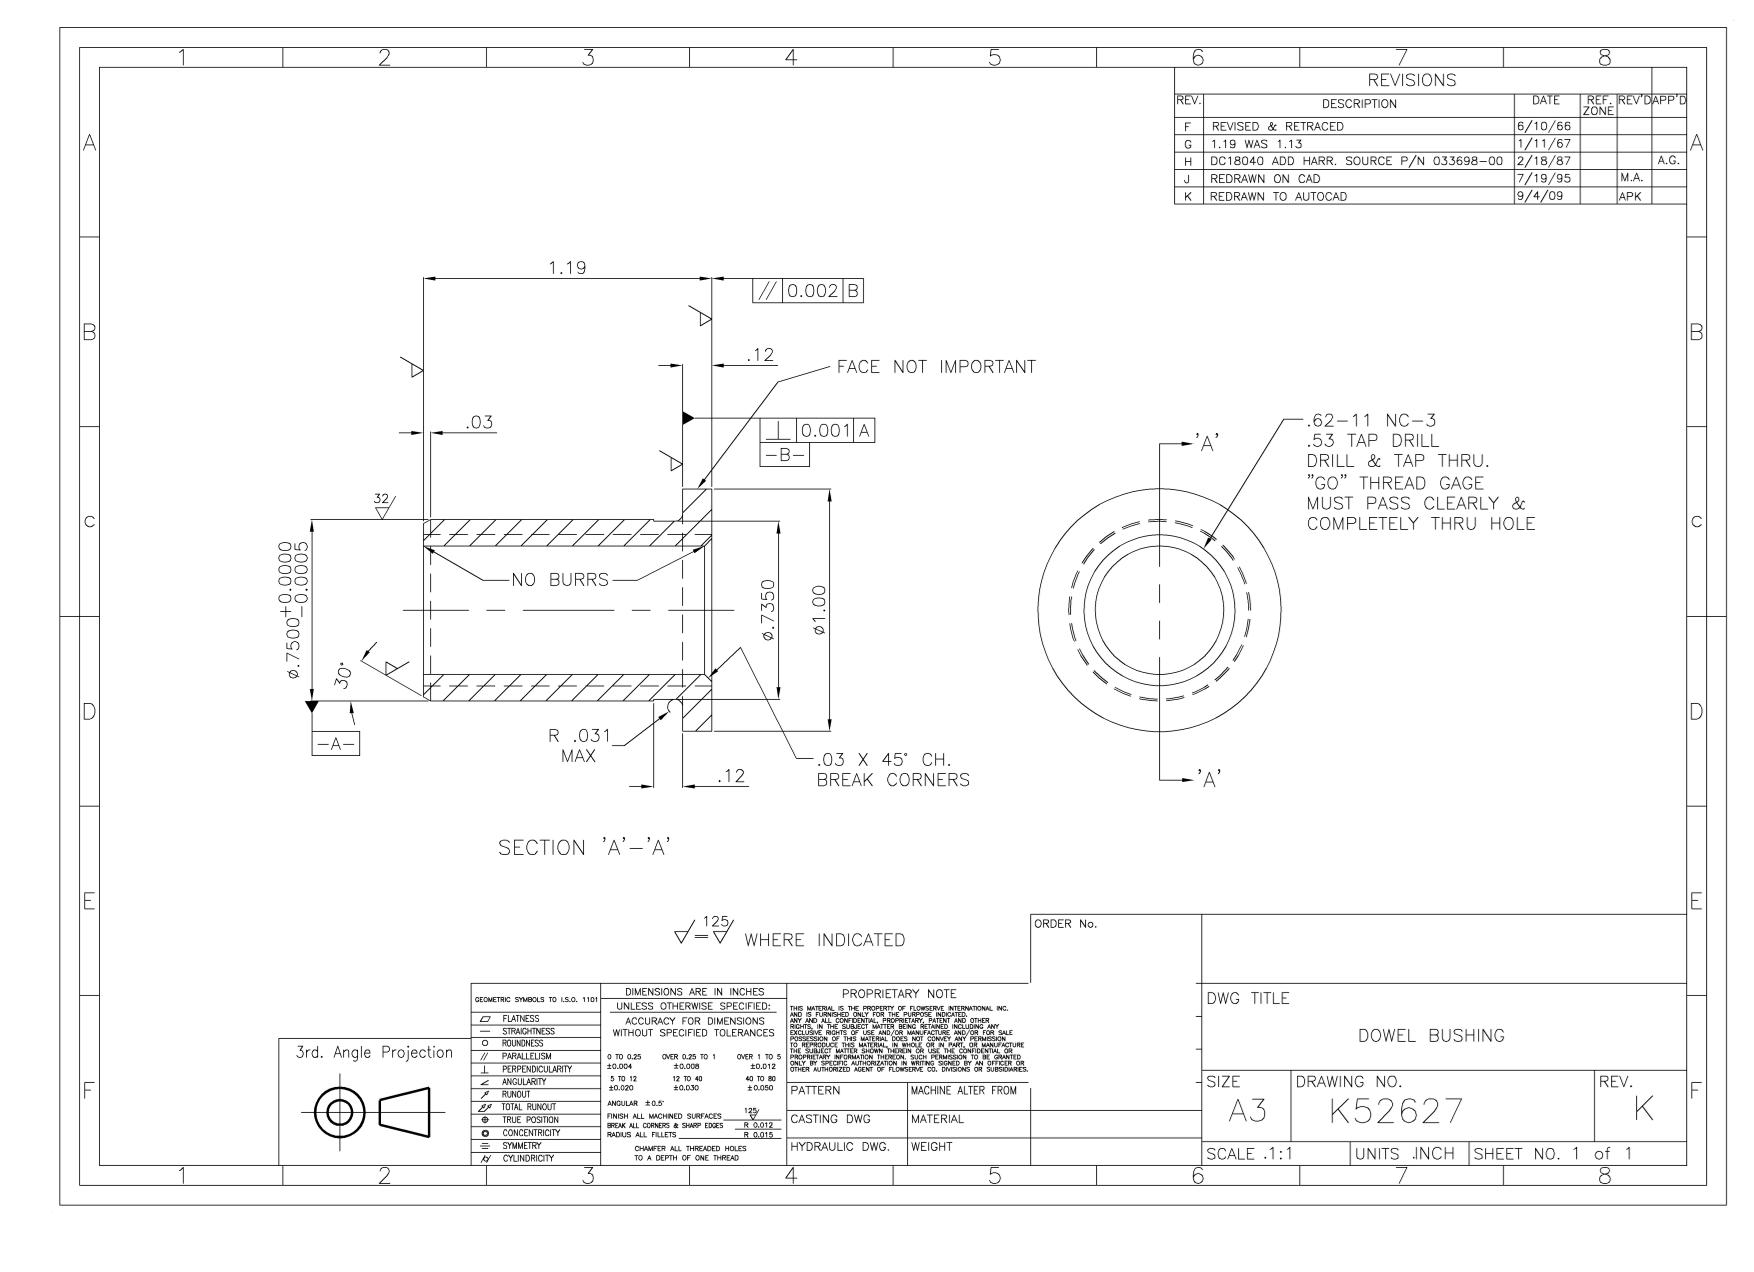 1 2 3 4 5 6 7 8
A
B
C
D
E
F
A
B
C
D
E
F
REVISIONS
REV. DESCRIPTION DATE REF. ZONE REV'D APP'D
F REVISED & RETRACED 6/10/66
G 1.19 WAS 1.13 1/11/67
H DC18040 ADD HARR. SOURCE P/N 033698-00 2/18/87 A.G.
J REDRAWN ON CAD 7/19/95 M.A.
K REDRAWN TO AUTOCAD 9/4/09 APK
1.19
// 0.002 B
.12
FACE NOT IMPORTANT
.03
⊥ 0.001 A
-B-
32/
NO BURRS
⌀.7500 +0.0000
-0.0005
30°
⌀.7350
⌀1.00
-A-
R .031
MAX
.12
.03 X 45° CH.
BREAK CORNERS
SECTION 'A'-'A'
'A'
'A'
.62-11 NC-3
.53 TAP DRILL
DRILL & TAP THRU.
"GO" THREAD GAGE
MUST PASS CLEARLY &
COMPLETELY THRU HOLE
= 125/ WHERE INDICATED
3rd. Angle Projection
GEOMETRIC SYMBOLS TO I.S.O. 1101
FLATNESS
STRAIGHTNESS
ROUNDNESS
PARALLELISM
PERPENDICULARITY
ANGULARITY
RUNOUT
TOTAL RUNOUT
TRUE POSITION
CONCENTRICITY
SYMMETRY
CYLINDRICITY
DIMENSIONS ARE IN INCHES
UNLESS OTHERWISE SPECIFIED:
ACCURACY FOR DIMENSIONS
WITHOUT SPECIFIED TOLERANCES
0 TO 0.25 OVER 0.25 TO 1 OVER 1 TO 5
±0.004 ±0.008 ±0.012
5 TO 12 12 TO 40 40 TO 80
±0.020 ±0.030 ±0.050
ANGULAR ±0.5°
FINISH ALL MACHINED SURFACES 125/
BREAK ALL CORNERS & SHARP EDGES R 0.012
RADIUS ALL FILLETS R 0.015
CHAMFER ALL THREADED HOLES
TO A DEPTH OF ONE THREAD
PROPRIETARY NOTE
THIS MATERIAL IS THE PROPERTY OF FLOWSERVE INTERNATIONAL INC.
AND IS FURNISHED ONLY FOR THE PURPOSE INDICATED.
ANY AND ALL CONFIDENTIAL, PROPRIETARY, PATENT AND OTHER
RIGHTS, IN THE SUBJECT MATTER BEING RETAINED INCLUDING ANY
EXCLUSIVE RIGHTS OF USE AND/OR MANUFACTURE AND/OR FOR SALE
POSSESSION OF THIS MATERIAL DOES NOT CONVEY ANY PERMISSION
TO REPRODUCE THIS MATERIAL, IN WHOLE OR IN PART, OR MANUFACTURE
THE SUBJECT MATTER SHOWN THEREIN OR USE THE CONFIDENTIAL OR
PROPRIETARY INFORMATION THEREON. SUCH PERMISSION TO BE GRANTED
ONLY BY SPECIFIC AUTHORIZATION IN WRITING SIGNED BY AN OFFICER OR
OTHER AUTHORIZED AGENT OF FLOWSERVE CO. DIVISIONS OR SUBSIDIARIES.
PATTERN MACHINE ALTER FROM
CASTING DWG MATERIAL
HYDRAULIC DWG. WEIGHT
ORDER No.
DWG TITLE
DOWEL BUSHING
SIZE DRAWING NO. REV.
A3 K52627 K
SCALE .1:1 UNITS .INCH SHEET NO. 1 of 1
1 2 3 4 5 6 7 8